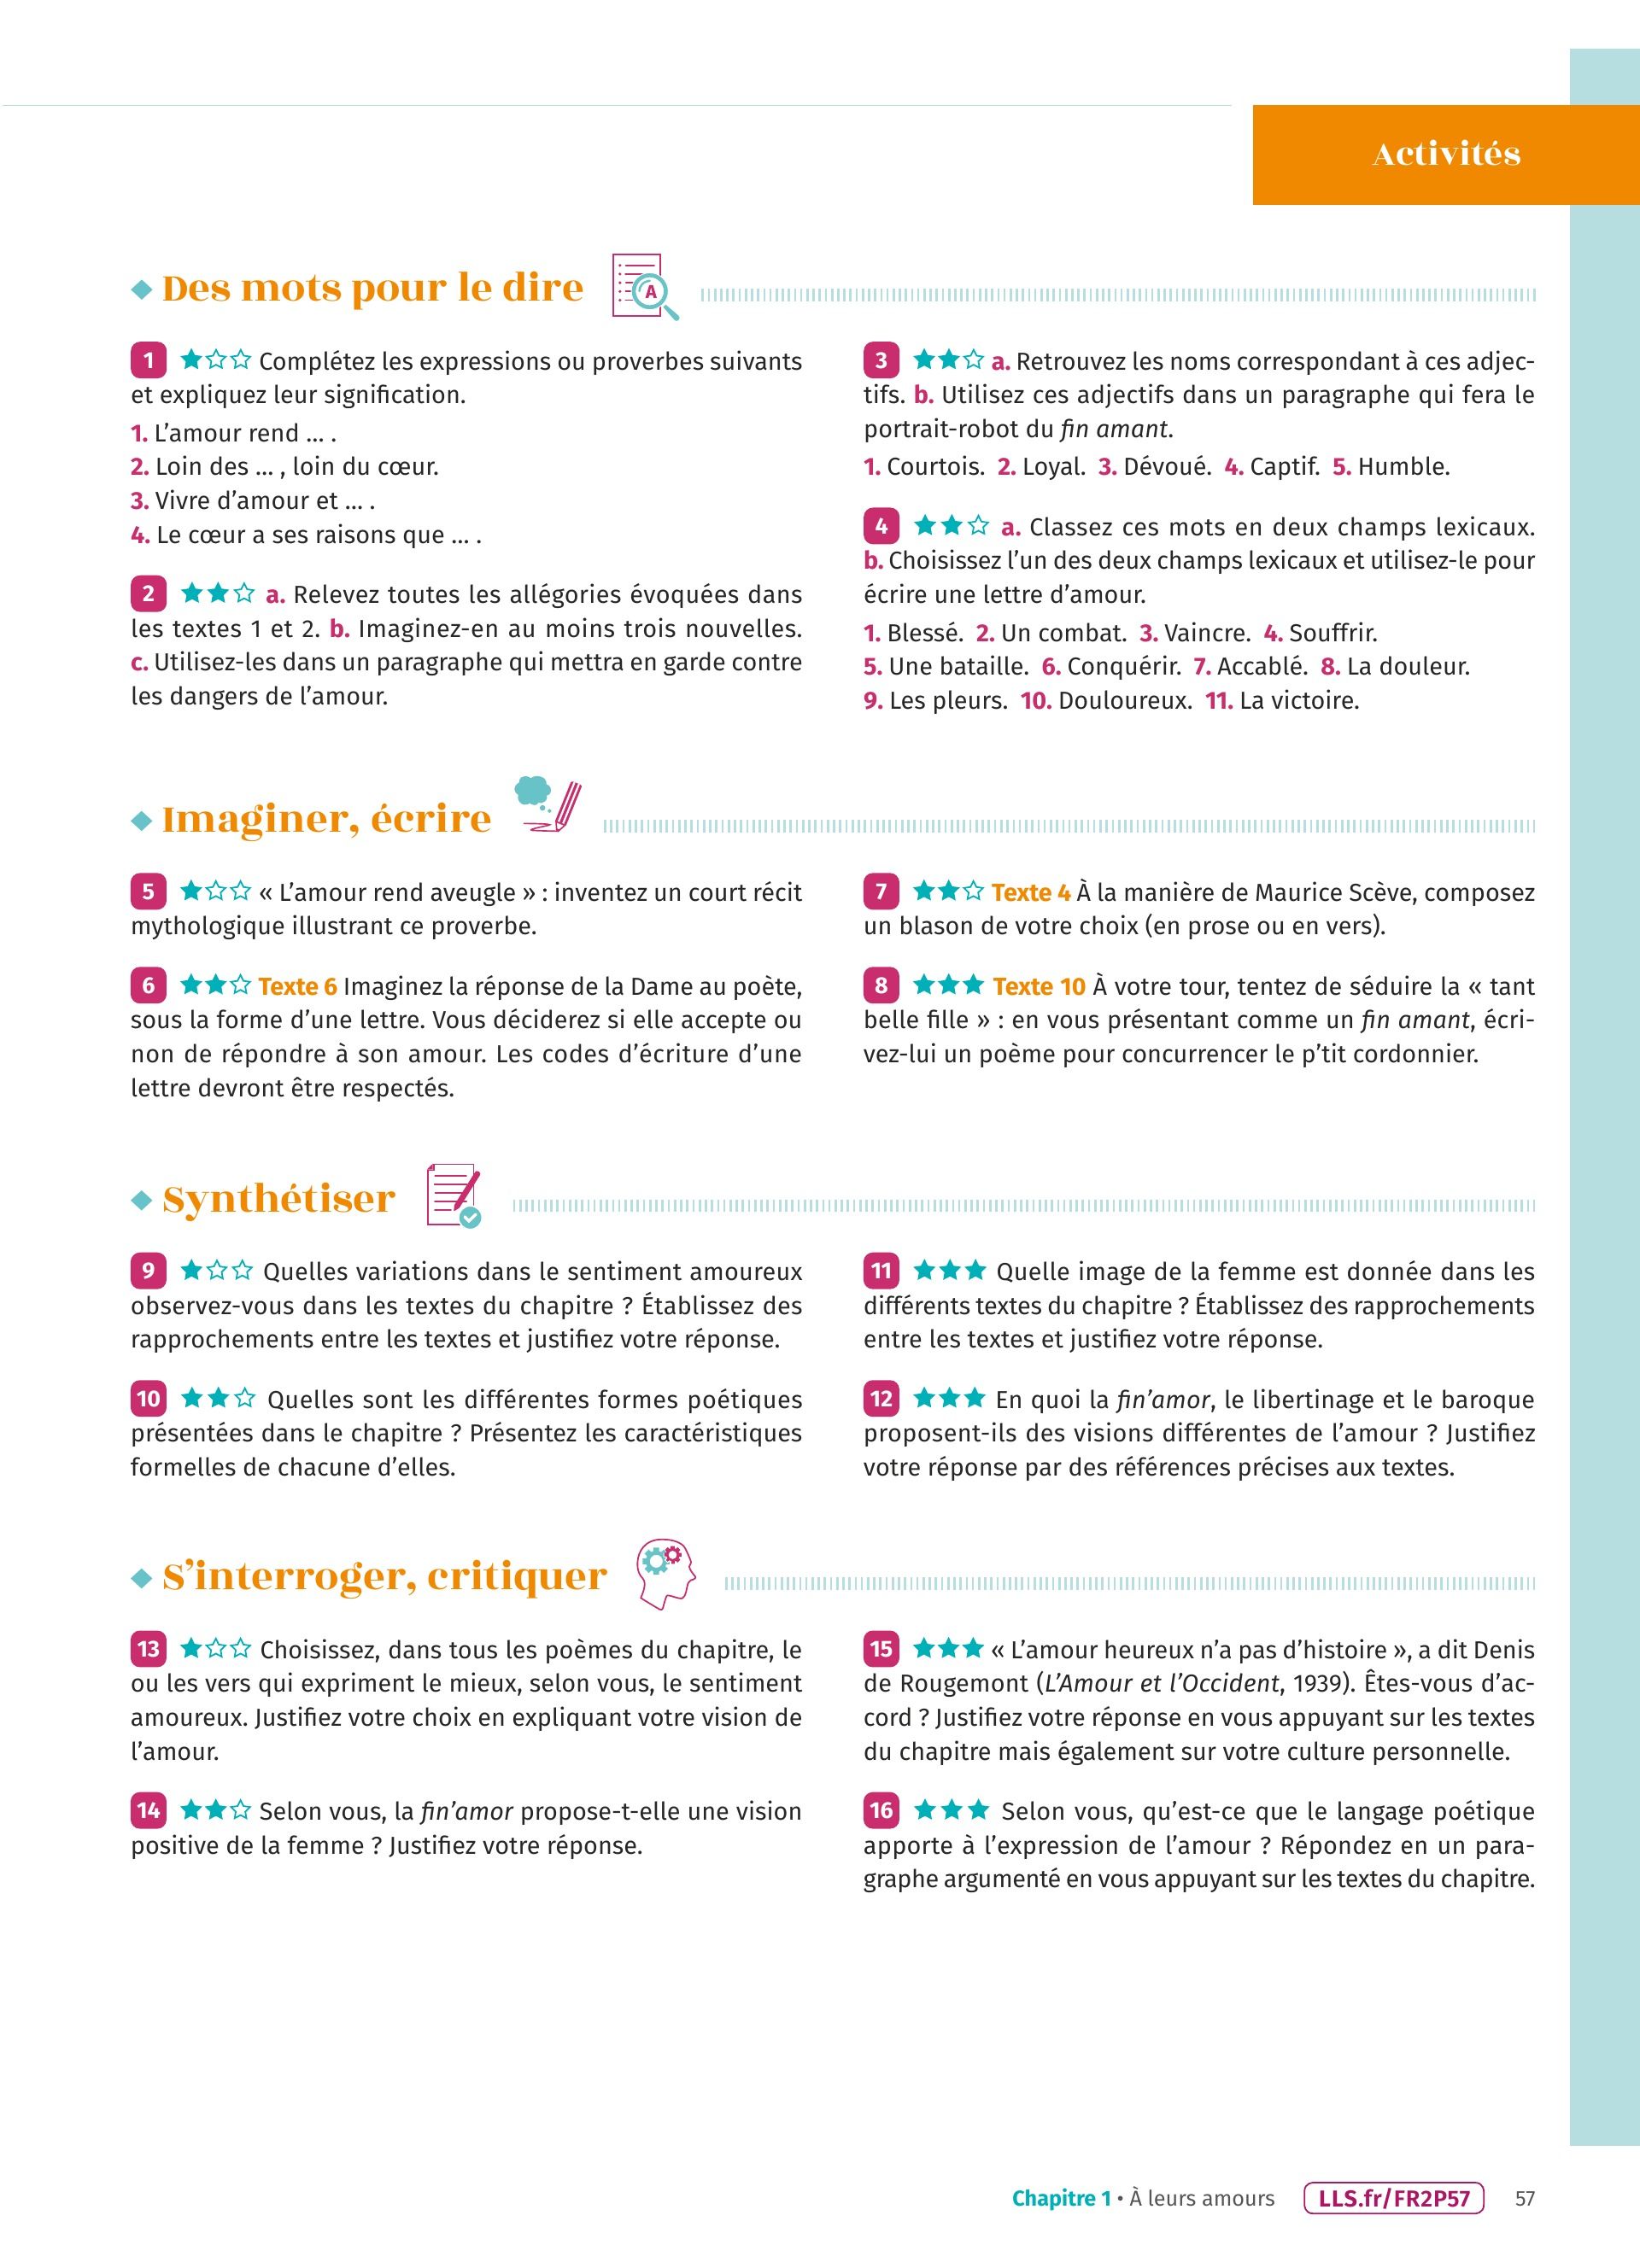 Activités
Des mots pour le dire
A
1 ★☆☆ Complétez les expressions ou proverbes suivants
et expliquez leur signification.
1. L’amour rend ... .
2. Loin des ... , loin du cœur.
3. Vivre d’amour et ... .
4. Le cœur a ses raisons que ... .
2 ★★☆ a. Relevez toutes les allégories évoquées dans
les textes 1 et 2. b. Imaginez-en au moins trois nouvelles.
c. Utilisez-les dans un paragraphe qui mettra en garde contre
les dangers de l’amour.
3 ★★☆ a. Retrouvez les noms correspondant à ces adjec-
tifs. b. Utilisez ces adjectifs dans un paragraphe qui fera le
portrait-robot du fin amant.
1. Courtois. 2. Loyal. 3. Dévoué. 4. Captif. 5. Humble.
4 ★★☆ a. Classez ces mots en deux champs lexicaux.
b. Choisissez l’un des deux champs lexicaux et utilisez-le pour
écrire une lettre d’amour.
1. Blessé. 2. Un combat. 3. Vaincre. 4. Souffrir.
5. Une bataille. 6. Conquérir. 7. Accablé. 8. La douleur.
9. Les pleurs. 10. Douloureux. 11. La victoire.
Imaginer, écrire
5 ★☆☆ « L’amour rend aveugle » : inventez un court récit
mythologique illustrant ce proverbe.
6 ★★☆ Texte 6 Imaginez la réponse de la Dame au poète,
sous la forme d’une lettre. Vous déciderez si elle accepte ou
non de répondre à son amour. Les codes d’écriture d’une
lettre devront être respectés.
7 ★★☆ Texte 4 À la manière de Maurice Scève, composez
un blason de votre choix (en prose ou en vers).
8 ★★★ Texte 10 À votre tour, tentez de séduire la « tant
belle fille » : en vous présentant comme un fin amant, écri-
vez-lui un poème pour concurrencer le p’tit cordonnier.
Synthétiser
9 ★☆☆ Quelles variations dans le sentiment amoureux
observez-vous dans les textes du chapitre ? Établissez des
rapprochements entre les textes et justifiez votre réponse.
10 ★★☆ Quelles sont les différentes formes poétiques
présentées dans le chapitre ? Présentez les caractéristiques
formelles de chacune d’elles.
11 ★★★ Quelle image de la femme est donnée dans les
différents textes du chapitre ? Établissez des rapprochements
entre les textes et justifiez votre réponse.
12 ★★★ En quoi la fin’amor, le libertinage et le baroque
proposent-ils des visions différentes de l’amour ? Justifiez
votre réponse par des références précises aux textes.
S’interroger, critiquer
13 ★☆☆ Choisissez, dans tous les poèmes du chapitre, le
ou les vers qui expriment le mieux, selon vous, le sentiment
amoureux. Justifiez votre choix en expliquant votre vision de
l’amour.
14 ★★☆ Selon vous, la fin’amor propose-t-elle une vision
positive de la femme ? Justifiez votre réponse.
15 ★★★ « L’amour heureux n’a pas d’histoire », a dit Denis
de Rougemont (L’Amour et l’Occident, 1939). Êtes-vous d’ac-
cord ? Justifiez votre réponse en vous appuyant sur les textes
du chapitre mais également sur votre culture personnelle.
16 ★★★ Selon vous, qu’est-ce que le langage poétique
apporte à l’expression de l’amour ? Répondez en un para-
graphe argumenté en vous appuyant sur les textes du chapitre.
Chapitre 1 • À leurs amours LLS.fr/FR2P57 57